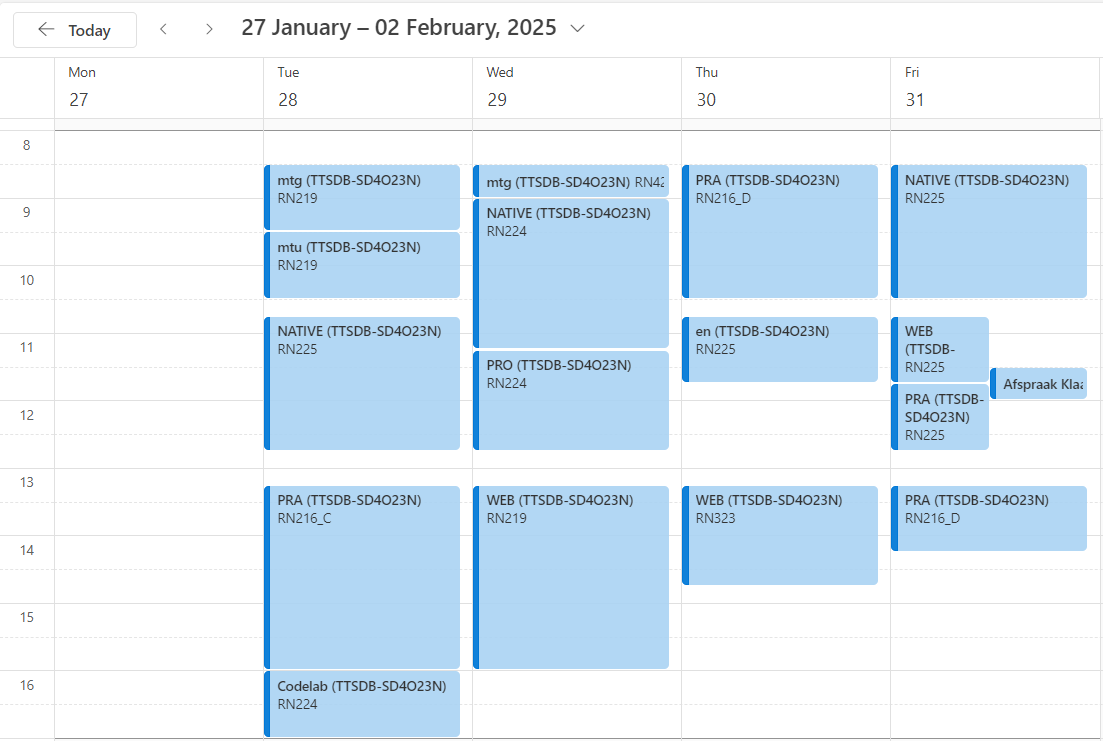 Today
27 January – 02 February, 2025
Mon
27
Tue
28
Wed
29
Thu
30
Fri
31
8
9
10
11
12
13
14
15
16
mtg (TTSDB-SD4O23N)
RN219
mtu (TTSDB-SD4O23N)
RN219
NATIVE (TTSDB-SD4O23N)
RN225
PRA (TTSDB-SD4O23N)
RN216_C
Codelab (TTSDB-SD4O23N)
RN224
mtg (TTSDB-SD4O23N)
NATIVE (TTSDB-SD4O23N)
RN224
PRO (TTSDB-SD4O23N)
RN224
WEB (TTSDB-SD4O23N)
RN219
PRA (TTSDB-SD4O23N)
RN216_D
en (TTSDB-SD4O23N)
RN225
WEB (TTSDB-SD4O23N)
RN323
NATIVE (TTSDB-SD4O23N)
RN225
WEB
(TTSDB-
RN225
Afspraak
PRA (TTSDB-
SD4O23N)
RN225
PRA (TTSDB-SD4O23N)
RN216_D